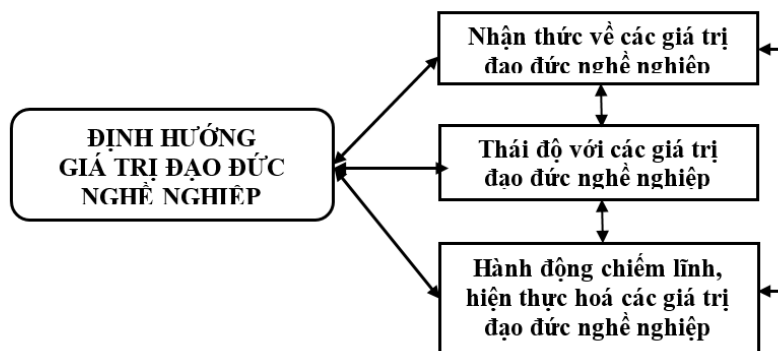 Nhận thức về các giá trị
đạo đức nghề nghiệp
ĐỊNH HƯỚNG
GIÁ TRỊ ĐẠO ĐỨC
NGHỀ NGHIỆP
Thái độ với các giá trị
đạo đức nghề nghiệp
Hành động chiếm lĩnh,
hiện thực hoá các giá trị
đạo đức nghề nghiệp